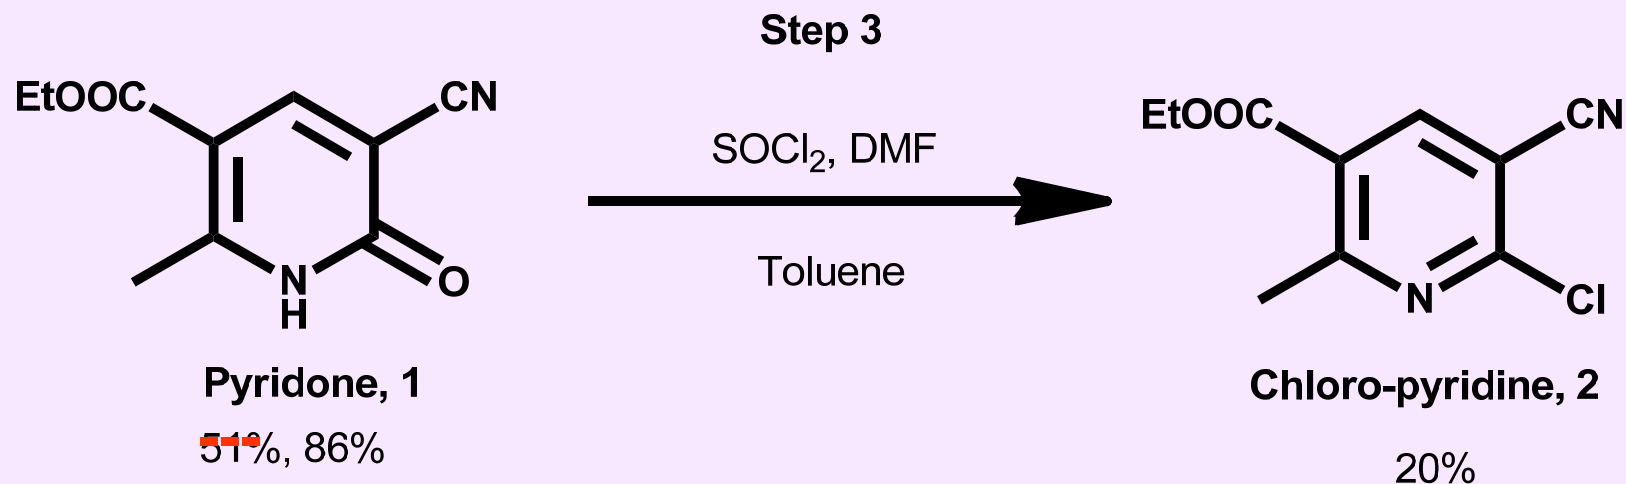 Step 3
EtOOC
CN
N
H
O
Pyridone, 1
51%, 86%
SOCl₂, DMF
Toluene
EtOOC
CN
N
Cl
Chloro-pyridine, 2
20%